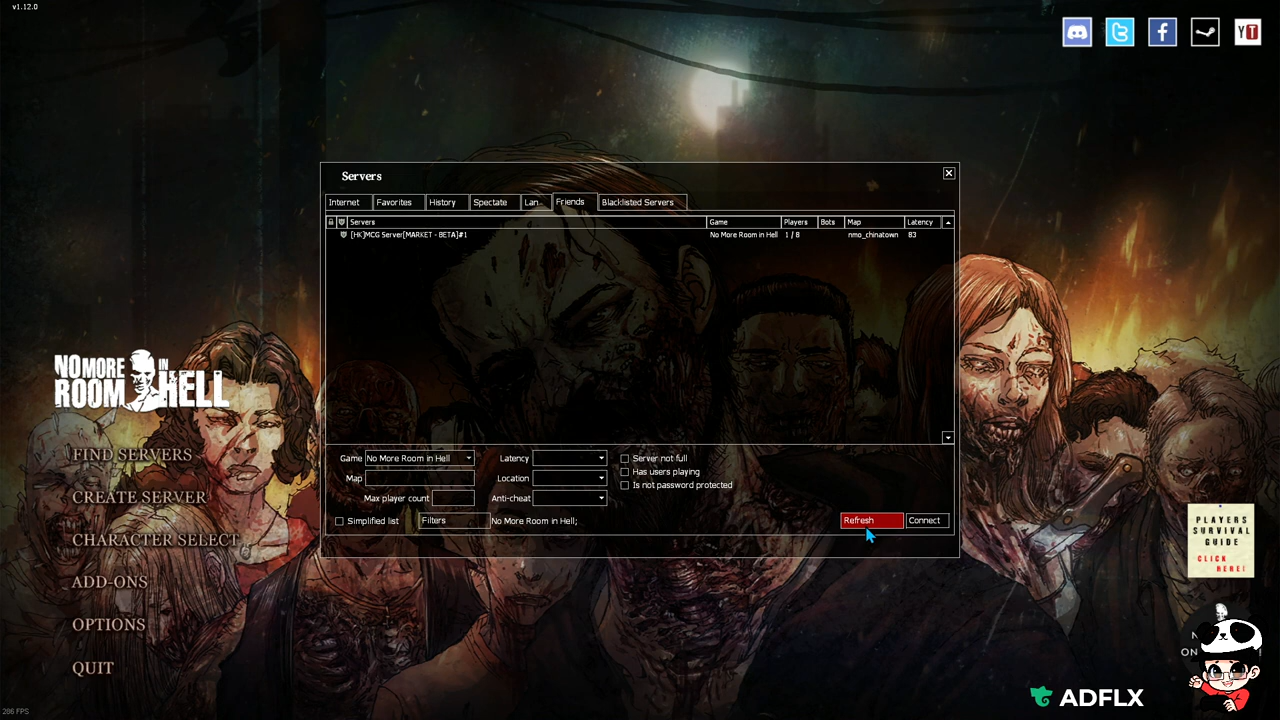 v1.12.0
YT
Servers
Internet Favorites History Spectate Lan Friends Blacklisted Servers
Servers Game Players Bots Map Latency
[HK]MCG Server[MARKET - BETA]#1 No More Room in Hell 1 / 8 nmo_chinatown 83
NO MORE ROOM IN HELL
FIND SERVERS
CREATE SERVER
CHARACTER SELECT
ADD-ONS
OPTIONS
QUIT
Game No More Room in Hell Latency Server not full
Map Location Has users playing
Is not password protected
Max player count Anti-cheat
Simplified list Filters No More Room in Hell; Refresh Connect
PLAYERS
SURVIVAL
GUIDE
CLICK
HERE!
ON
ADFLX
286 FPS